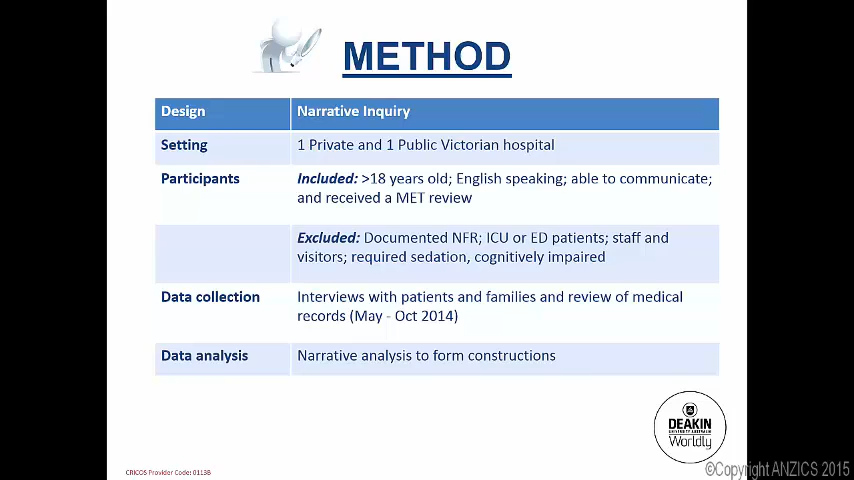 METHOD
Design Narrative Inquiry
Setting 1 Private and 1 Public Victorian hospital
Participants Included: >18 years old; English speaking; able to communicate;
and received a MET review
Excluded: Documented NFR; ICU or ED patients; staff and
visitors; required sedation, cognitively impaired
Data collection Interviews with patients and families and review of medical
records (May - Oct 2014)
Data analysis Narrative analysis to form constructions
DEAKIN
UNIVERSITY AUSTRALIA
Worldly
CRICOS Provider Code: 0113B
©Copyright ANZICS 2015